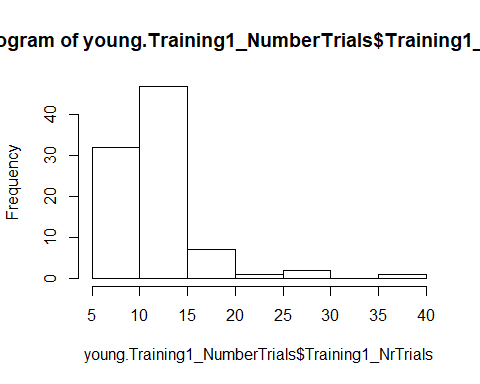 ogram of young.Training1_NumberTrials$Training1_
Frequency
0 10 20 30 40
5 10 15 20 25 30 35 40
young.Training1_NumberTrials$Training1_NrTrials